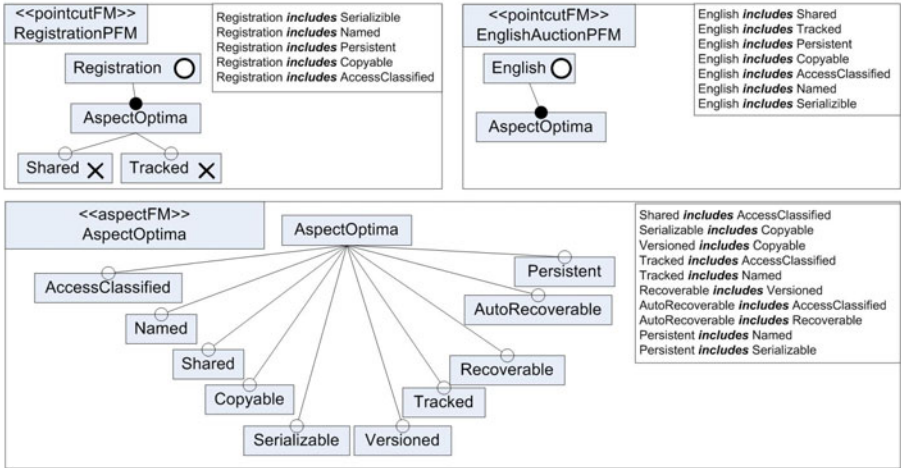 <<pointcutFM>>
RegistrationPFM
Registration
AspectOptima
Shared
Tracked
Registration includes Serializible
Registration includes Named
Registration includes Persistent
Registration includes Copyable
Registration includes AccessClassified
<<pointcutFM>>
EnglishAuctionPFM
English
AspectOptima
English includes Shared
English includes Tracked
English includes Persistent
English includes Copyable
English includes AccessClassified
English includes Named
English includes Serializible
<<aspectFM>>
AspectOptima
AspectOptima
AccessClassified
Named
Shared
Copyable
Serializable
Versioned
Tracked
Recoverable
AutoRecoverable
Persistent
Shared includes AccessClassified
Serializable includes Copyable
Versioned includes Copyable
Tracked includes AccessClassified
Tracked includes Named
Recoverable includes Versioned
AutoRecoverable includes AccessClassified
AutoRecoverable includes Recoverable
Persistent includes Named
Persistent includes Serializable